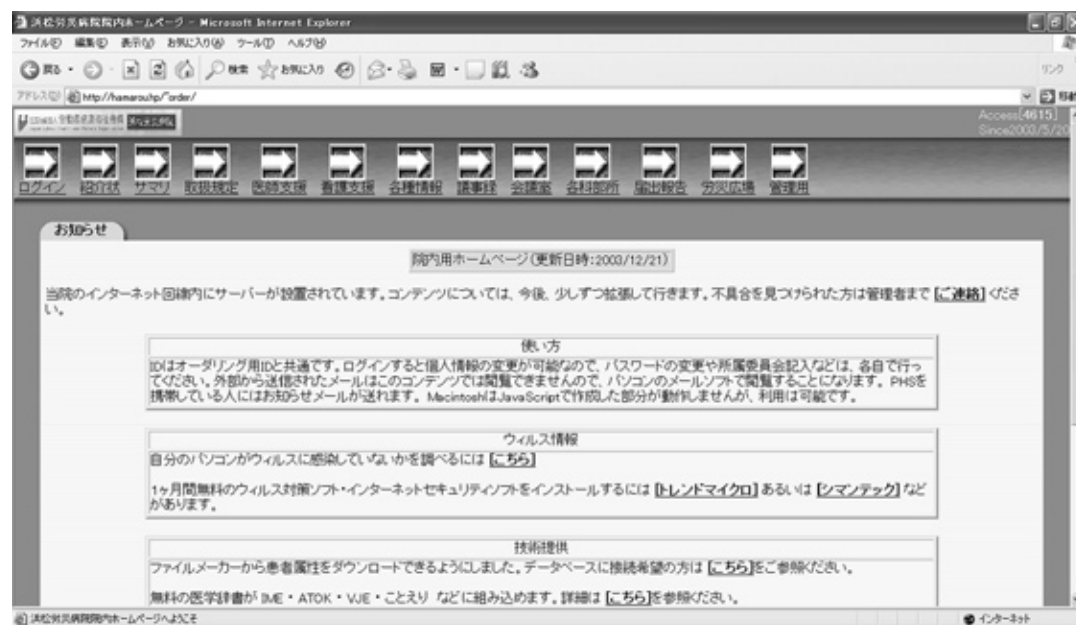 浜松労災病院院内ホームページ - Microsoft Internet Explorer
ファイル(F) 編集(E) 表示(V) お気に入り(A) ツール(T) ヘルプ(H)
戻る 検索 お気に入り リンク
アドレス(D) http://hamarou/hp/~order/ 移動
Access[4615]
Since2003/5/20
ログイン 紹介状 サマリ 取扱規定 医師支援 看護支援 各種情報 議事録 会議室 各科部所 届出報告 労災広場 管理用
お知らせ
院内用ホームページ(更新日時:2003/12/21)
当院のインターネット回線内にサーバーが設置されています。コンテンツについては、今後、少しずつ拡張して行きます。不具合を見つけられた方は管理者まで【ご連絡】くださ
い。
使い方
IDはオーダリング用IDと共通です。ログインすると個人情報の変更が可能なので、パスワードの変更や所属委員会記入などは、各自で行っ
てください。外部から送信されたメールはこのコンテンツでは閲覧できませんので、パソコンのメールソフトで閲覧することになります。PHSを
携帯している人にはお知らせメールが送れます。MacintoshはJavaScriptで作成した部分が動作しませんが、利用は可能です。
ウィルス情報
自分のパソコンがウィルスに感染していないかを調べるには【こちら】
1ヶ月間無料のウィルス対策ソフト・インターネットセキュリティソフトをインストールするには【トレンドマイクロ】あるいは【シマンテック】など
があります。
技術提供
ファイルメーカーから患者属性をダウンロードできるようにしました。データベースに接続希望の方は【こちら】をご参照ください。
無料の医学辞書が IME・ATOK・VJE・ことえり などに組み込めます。詳細は【こちら】を参照ください。
浜松労災病院院内ホームページへようこそ インターネット